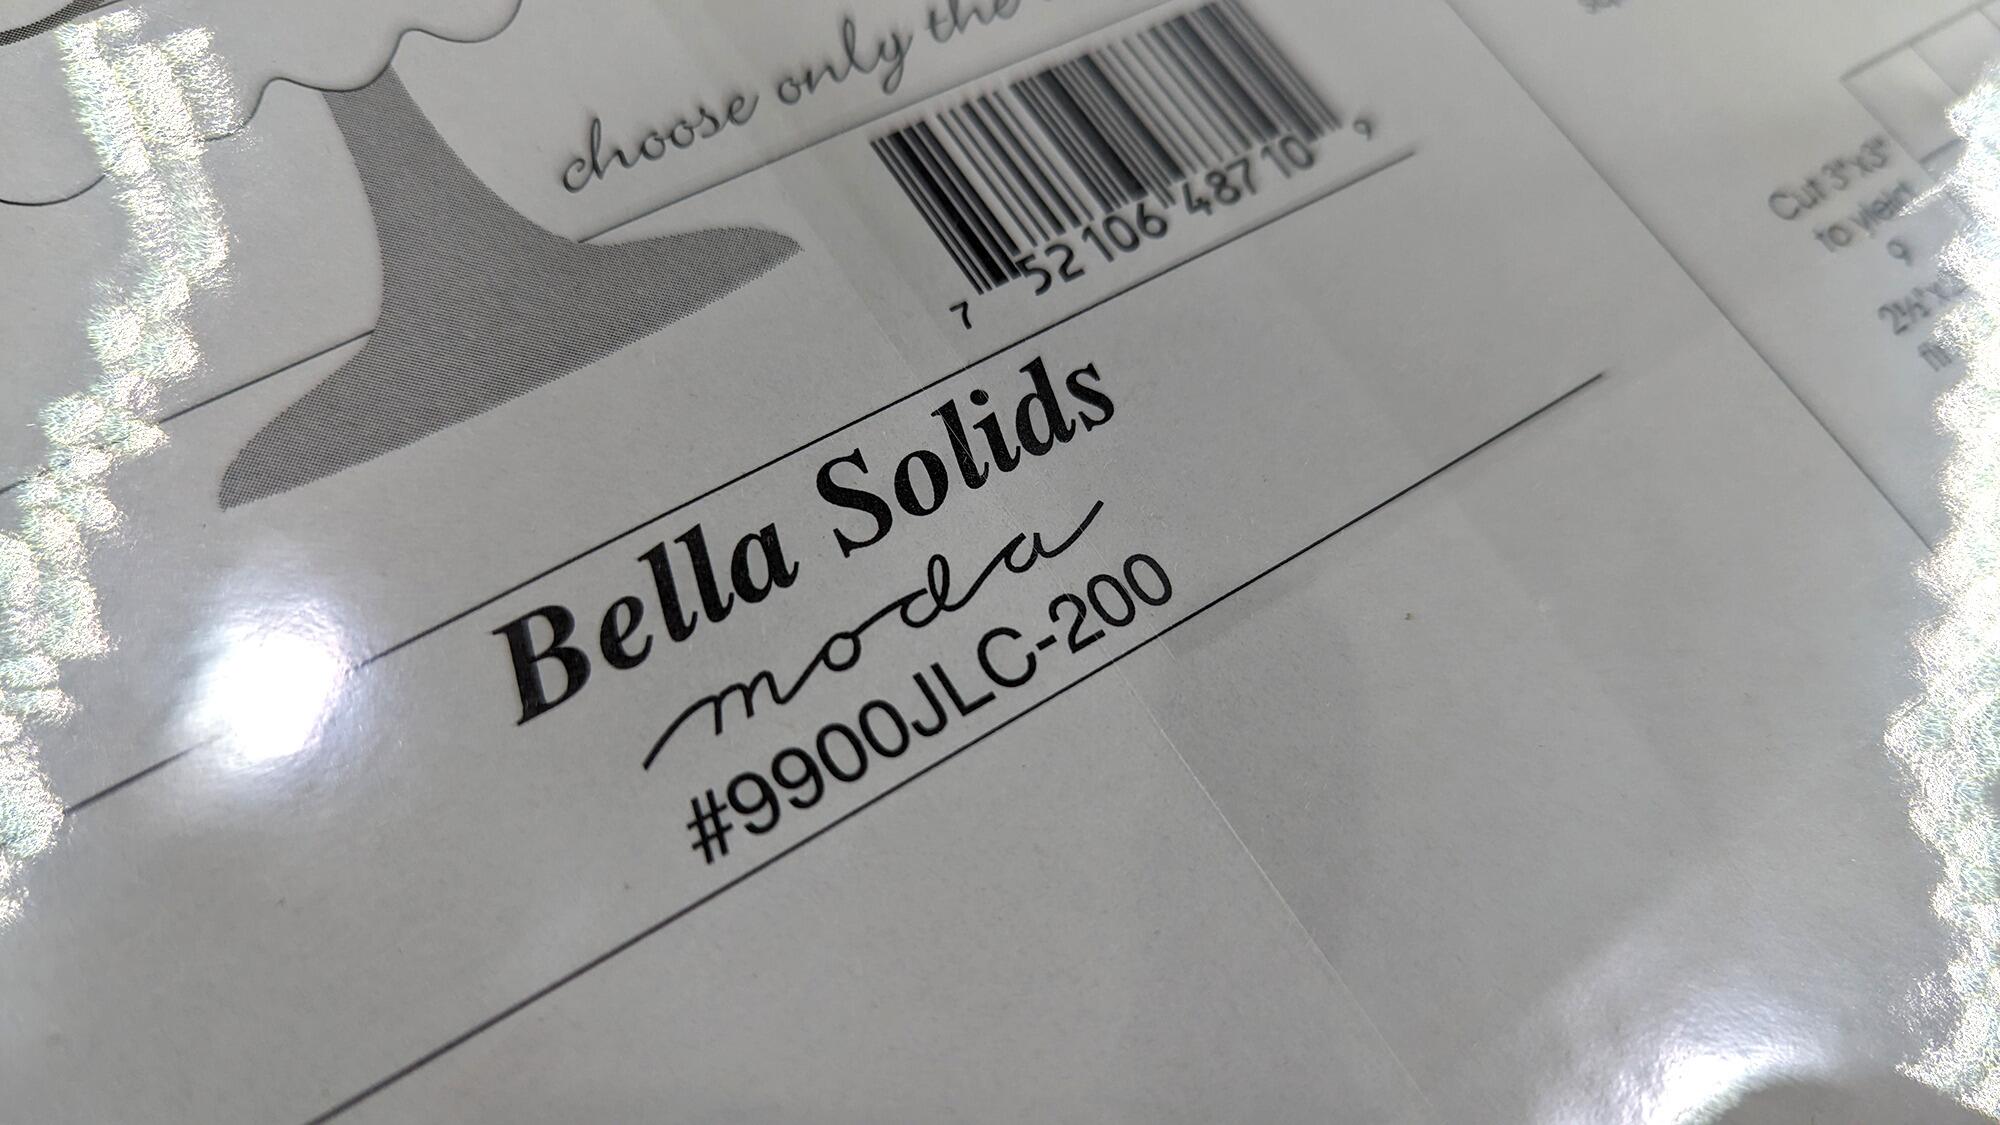 choose only the
7 52106 48710 9
Bella Solids
moda
#9900JLC-200
Cut 3"x3"
to yield
9